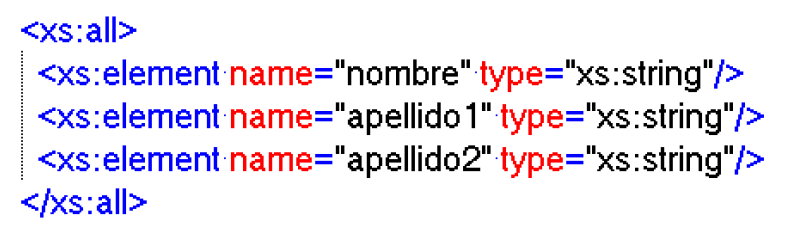 <xs:all>
<xs:element name="nombre" type="xs:string"/>
<xs:element name="apellido1" type="xs:string"/>
<xs:element name="apellido2" type="xs:string"/>
</xs:all>